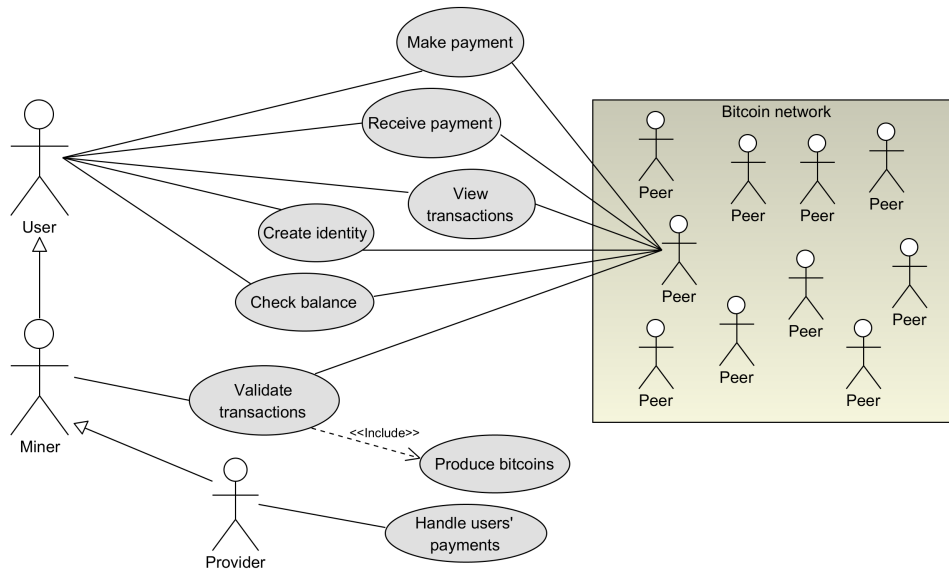 Make payment
Bitcoin network
Receive payment
Peer
Peer
Peer
Peer
View
transactions
User
Create identity
Peer
Check balance
Peer
Peer
Peer
Peer
Peer
Validate
transactions
Miner
<<Include>>
Produce bitcoins
Handle users'
payments
Provider